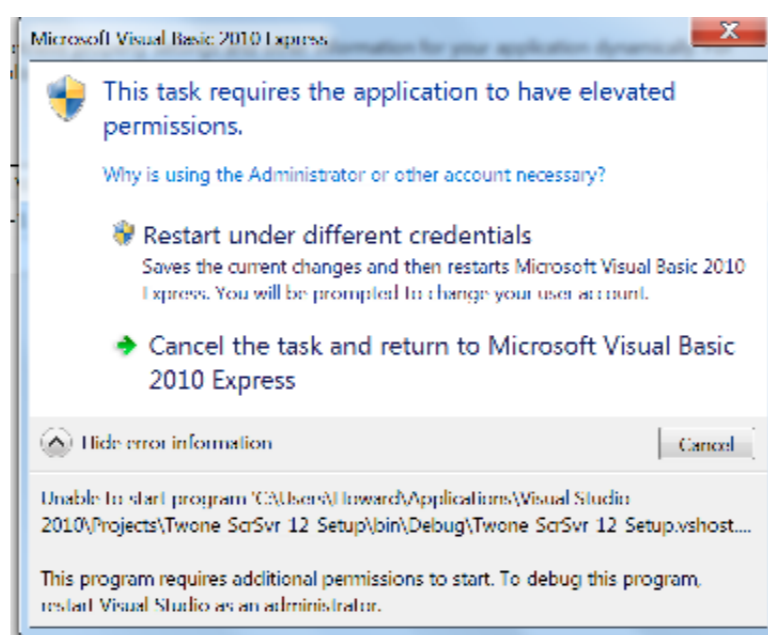 Microsoft Visual Basic 2010 Express
This task requires the application to have elevated
permissions.
Why is using the Administrator or other account necessary?
Restart under different credentials
Saves the current changes and then restarts Microsoft Visual Basic 2010
Express. You will be prompted to change your user account.
Cancel the task and return to Microsoft Visual Basic
2010 Express
Hide error information
Cancel
Unable to start program 'C:\Users\Howard\Applications\Visual Studio
2010\Projects\Twone ScrSvr 12 Setup\bin\Debug\Twone ScrSvr 12 Setup.vshost....
This program requires additional permissions to start. To debug this program,
restart Visual Studio as an administrator.